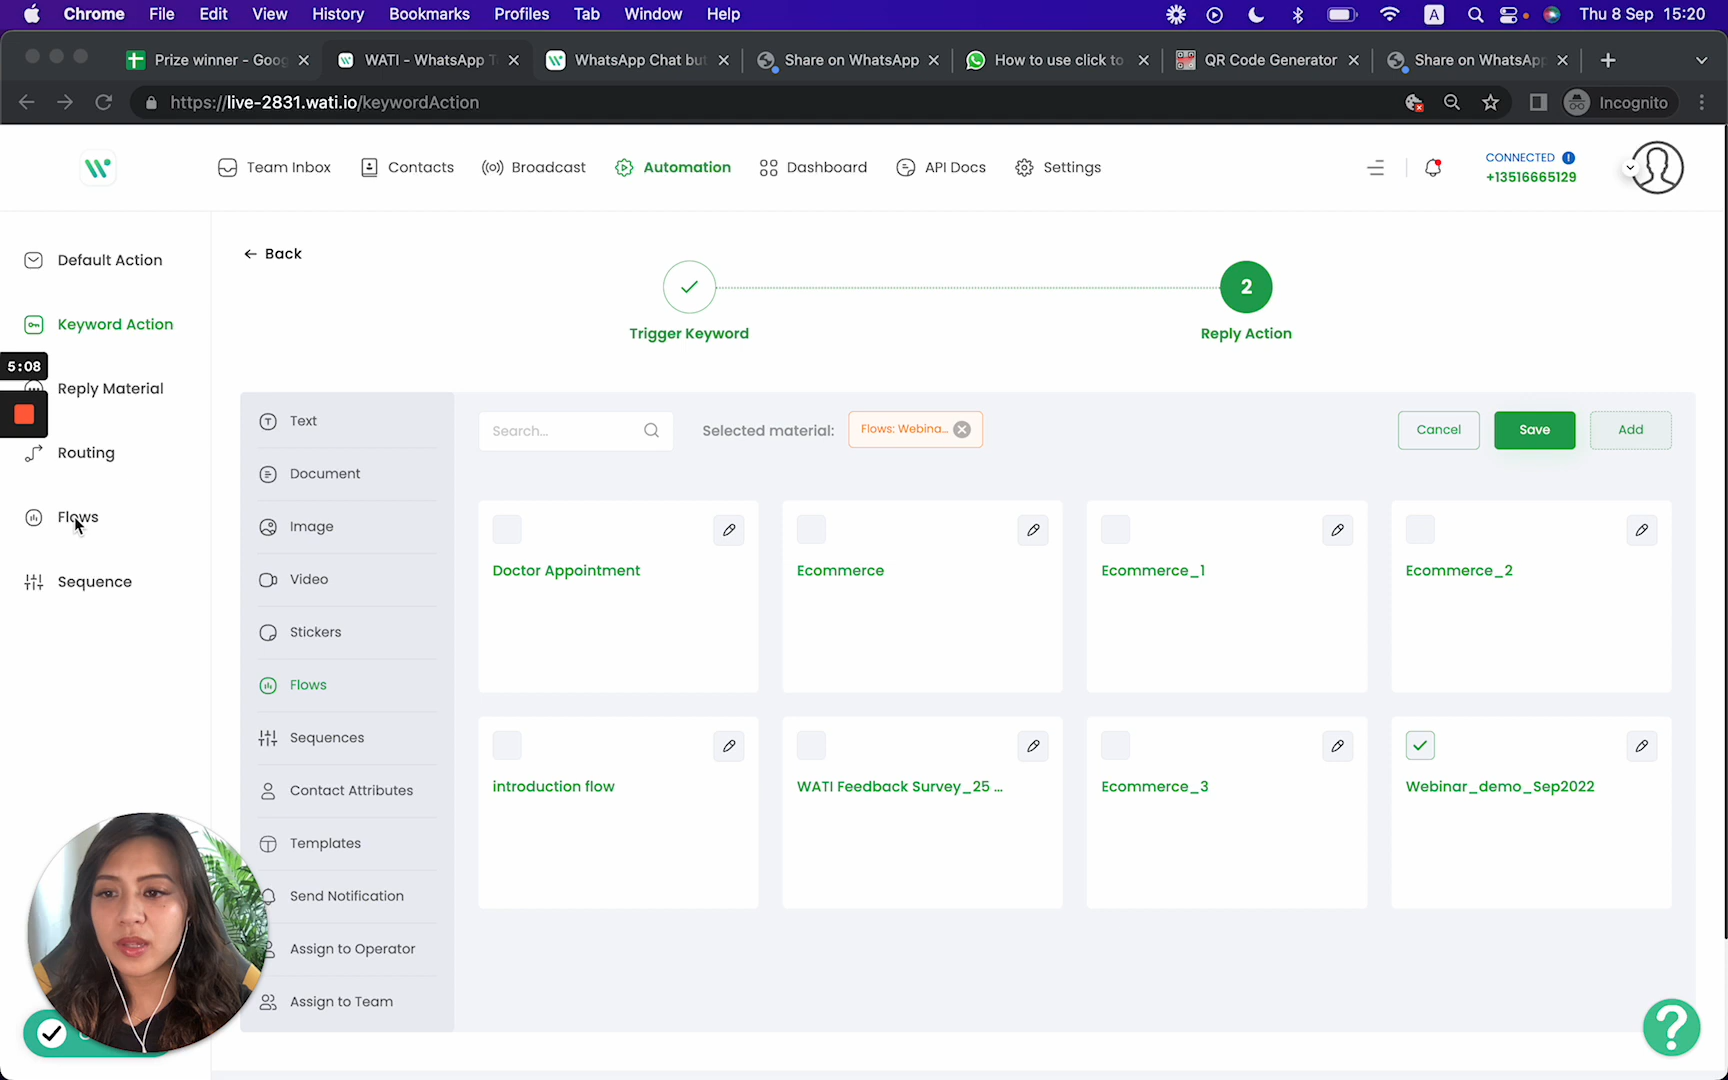 Chrome File Edit View History Bookmarks Profiles Tab Window Help A Thu 8 Sep 15:20
Prize winner - Goog WATI - WhatsApp T WhatsApp Chat but Share on WhatsApp How to use click to QR Code Generator Share on WhatsApp
https://live-2831.wati.io/keywordAction Incognito
Team Inbox Contacts Broadcast Automation Dashboard API Docs Settings
CONNECTED
+13516665129
Default Action
Keyword Action
5:08
Reply Material
Routing
Flows
Sequence
Back
2
Trigger Keyword Reply Action
Text
Document
Image
Video
Stickers
Flows
Sequences
Contact Attributes
Templates
Send Notification
Assign to Operator
Assign to Team
Search... Selected material: Flows: Webina... Cancel Save Add
Doctor Appointment Ecommerce Ecommerce_1 Ecommerce_2
introduction flow WATI Feedback Survey_25 ... Ecommerce_3 Webinar_demo_Sep2022
?